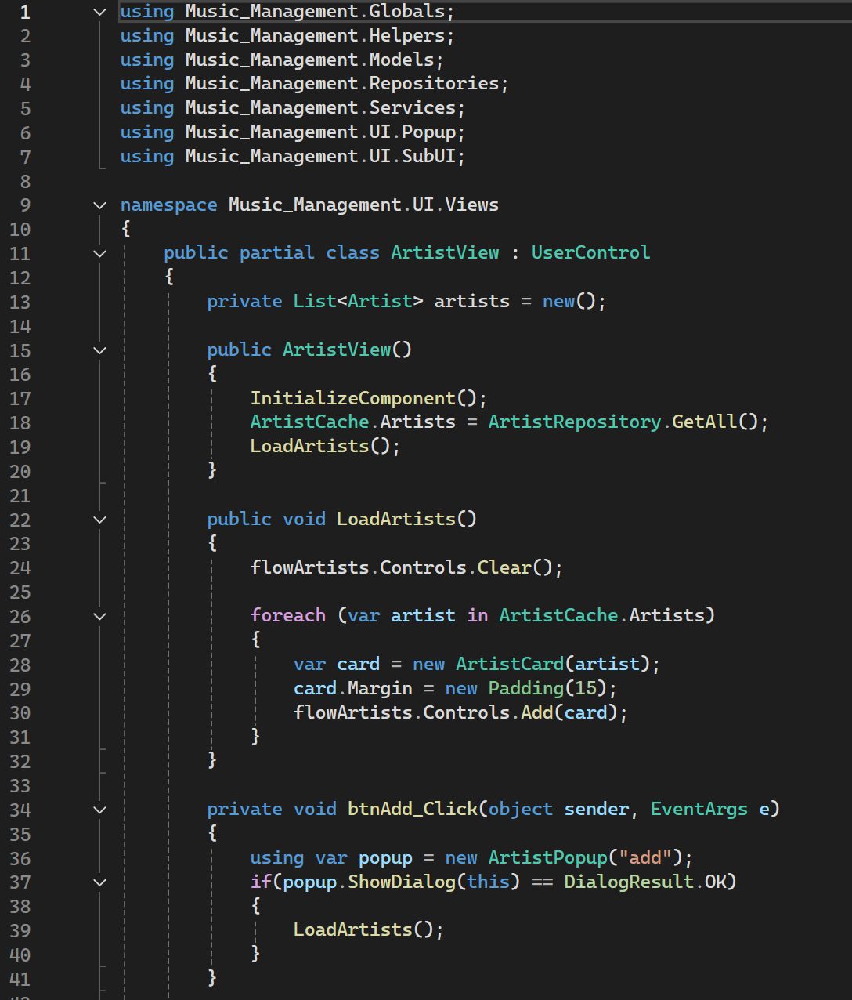 1 using Music_Management.Globals;
2 using Music_Management.Helpers;
3 using Music_Management.Models;
4 using Music_Management.Repositories;
5 using Music_Management.Services;
6 using Music_Management.UI.Popup;
7 using Music_Management.UI.SubUI;
8
9 namespace Music_Management.UI.Views
10 {
11     public partial class ArtistView : UserControl
12     {
13         private List<Artist> artists = new();
14
15         public ArtistView()
16         {
17             InitializeComponent();
18             ArtistCache.Artists = ArtistRepository.GetAll();
19             LoadArtists();
20         }
21
22         public void LoadArtists()
23         {
24             flowArtists.Controls.Clear();
25
26             foreach (var artist in ArtistCache.Artists)
27             {
28                 var card = new ArtistCard(artist);
29                 card.Margin = new Padding(15);
30                 flowArtists.Controls.Add(card);
31             }
32         }
33
34         private void btnAdd_Click(object sender, EventArgs e)
35         {
36             using var popup = new ArtistPopup("add");
37             if(popup.ShowDialog(this) == DialogResult.OK)
38             {
39                 LoadArtists();
40             }
41         }